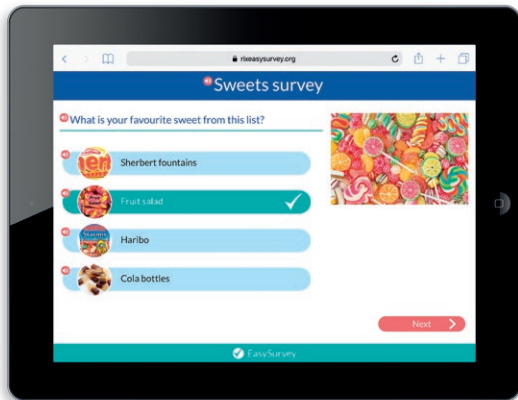 rixeasysurvey.org
Sweets survey
What is your favourite sweet from this list?
Sherbert fountains
Fruit salad
Haribo
Cola bottles
Next
EasySurvey